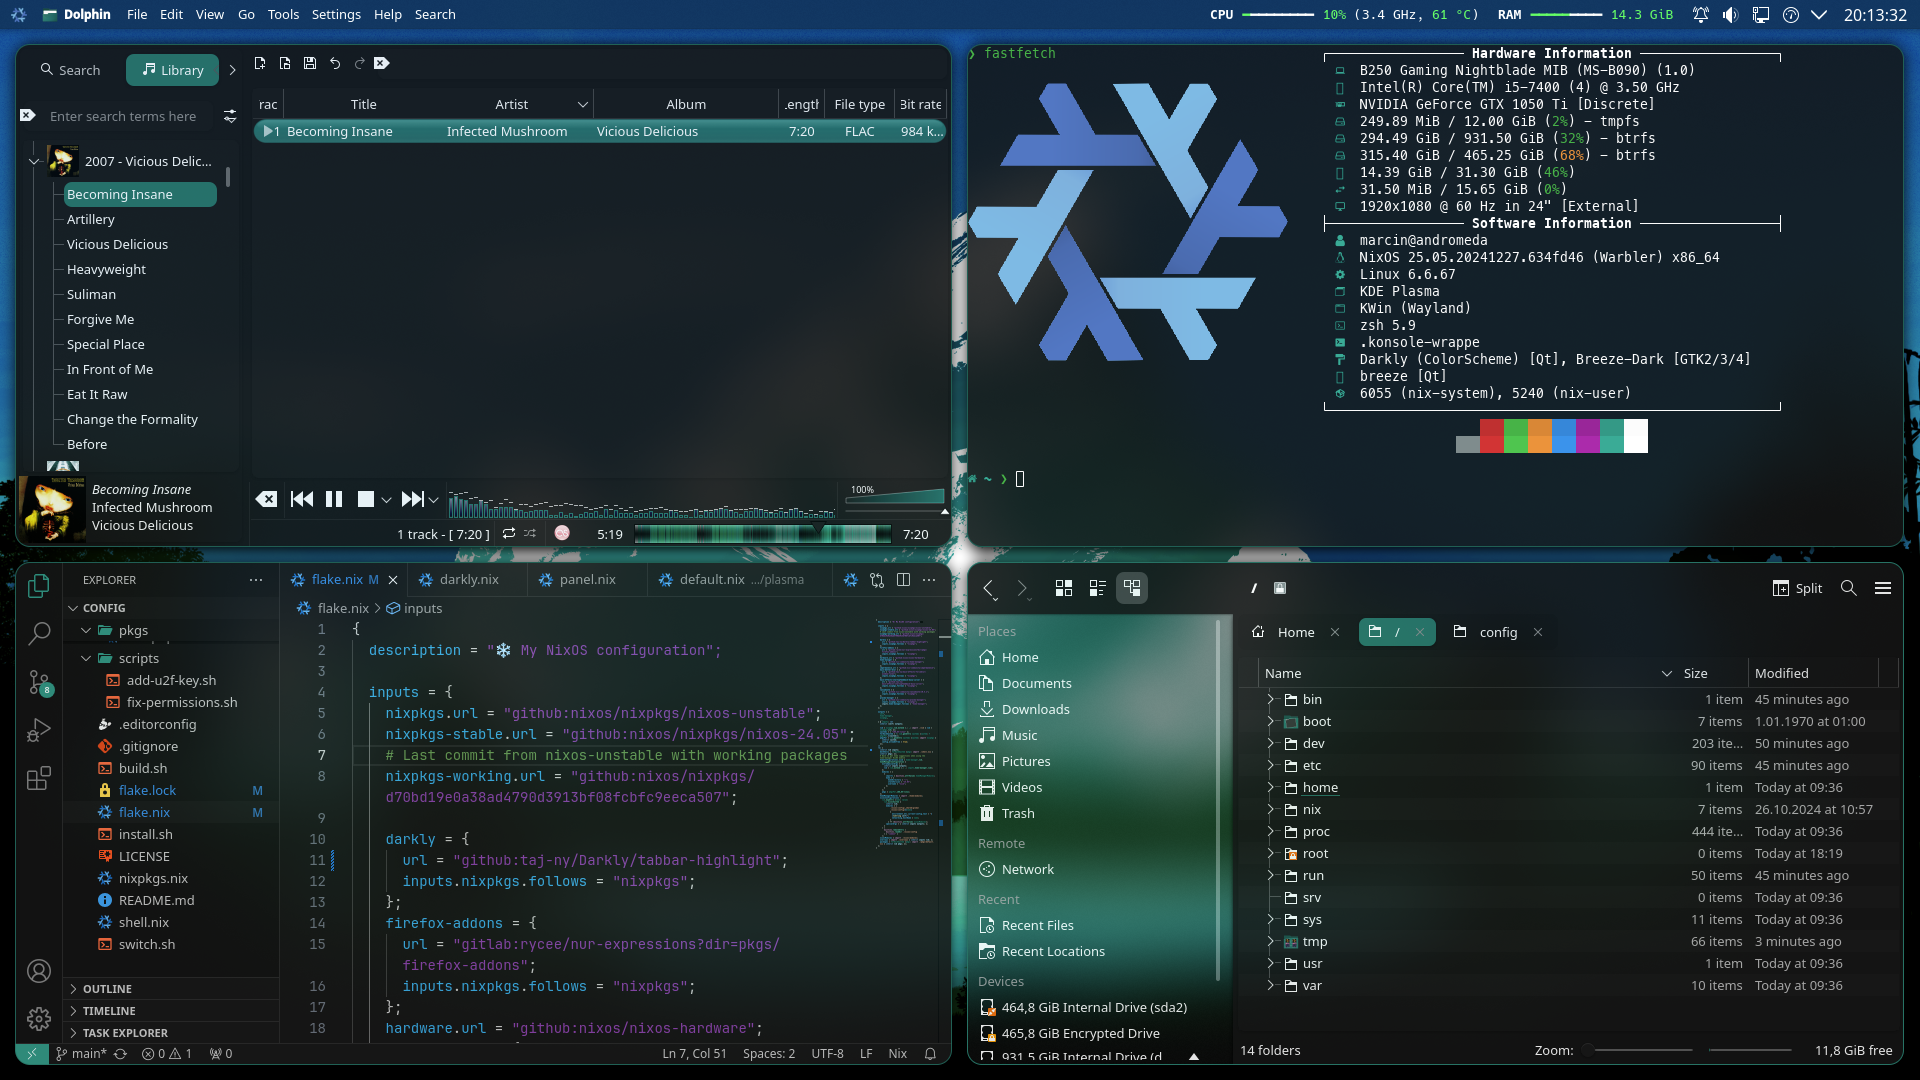 Dolphin File Edit View Go Tools Settings Help Search
CPU 10% (3.4 GHz, 61 °C) RAM 14.3 GiB 20:13:32
Search Library
Enter search terms here
2007 - Vicious Delic...
Becoming Insane
Artillery
Vicious Delicious
Heavyweight
Suliman
Forgive Me
Special Place
In Front of Me
Eat It Raw
Change the Formality
Before
Becoming Insane
Infected Mushroom
Vicious Delicious
rac Title Artist Album .ength File type Bit rate
1 Becoming Insane Infected Mushroom Vicious Delicious 7:20 FLAC 984 k...
100%
1 track - [ 7:20 ] 5:19 7:20
❯ fastfetch
Hardware Information
B250 Gaming Nightblade MIB (MS-B090) (1.0)
Intel(R) Core(TM) i5-7400 (4) @ 3.50 GHz
NVIDIA GeForce GTX 1050 Ti [Discrete]
249.89 MiB / 12.00 GiB (2%) - tmpfs
294.49 GiB / 931.50 GiB (32%) - btrfs
315.40 GiB / 465.25 GiB (68%) - btrfs
14.39 GiB / 31.30 GiB (46%)
31.50 MiB / 15.65 GiB (0%)
1920x1080 @ 60 Hz in 24" [External]
Software Information
marcin@andromeda
NixOS 25.05.20241227.634fd46 (Warbler) x86_64
Linux 6.6.67
KDE Plasma
KWin (Wayland)
zsh 5.9
.konsole-wrappe
Darkly (ColorScheme) [Qt], Breeze-Dark [GTK2/3/4]
breeze [Qt]
6055 (nix-system), 5240 (nix-user)
~ ❯
EXPLORER
CONFIG
pkgs
scripts
add-u2f-key.sh
fix-permissions.sh
.editorconfig
.gitignore
build.sh
flake.lock M
flake.nix M
install.sh
LICENSE
nixpkgs.nix
README.md
shell.nix
switch.sh
OUTLINE
TIMELINE
TASK EXPLORER
8
flake.nix M darkly.nix panel.nix default.nix .../plasma
flake.nix > inputs
1 {
2 description = "❄️ My NixOS configuration";
3
4 inputs = {
5 nixpkgs.url = "github:nixos/nixpkgs/nixos-unstable";
6 nixpkgs-stable.url = "github:nixos/nixpkgs/nixos-24.05";
7 # Last commit from nixos-unstable with working packages
8 nixpkgs-working.url = "github:nixos/nixpkgs/
d70bd19e0a38ad4790d3913bf08fcbfc9eeca507";
9
10 darkly = {
11 url = "github:taj-ny/Darkly/tabbar-highlight";
12 inputs.nixpkgs.follows = "nixpkgs";
13 };
14 firefox-addons = {
15 url = "gitlab:rycee/nur-expressions?dir=pkgs/
firefox-addons";
16 inputs.nixpkgs.follows = "nixpkgs";
17 };
18 hardware.url = "github:nixos/nixos-hardware";
main* 0 1 0 Ln 7, Col 51 Spaces: 2 UTF-8 LF Nix
/ Split
Places
Home
Documents
Downloads
Music
Pictures
Videos
Trash
Remote
Network
Recent
Recent Files
Recent Locations
Devices
464,8 GiB Internal Drive (sda2)
465,8 GiB Encrypted Drive
931,5 GiB Internal Drive (d
Home / config
Name Size Modified
bin 1 item 45 minutes ago
boot 7 items 1.01.1970 at 01:00
dev 203 ite... 50 minutes ago
etc 90 items 45 minutes ago
home 1 item Today at 09:36
nix 7 items 26.10.2024 at 10:57
proc 444 ite... Today at 09:36
root 0 items Today at 18:19
run 50 items 45 minutes ago
srv 0 items Today at 09:36
sys 11 items Today at 09:36
tmp 66 items 3 minutes ago
usr 1 item Today at 09:36
var 10 items Today at 09:36
14 folders Zoom: 11,8 GiB free